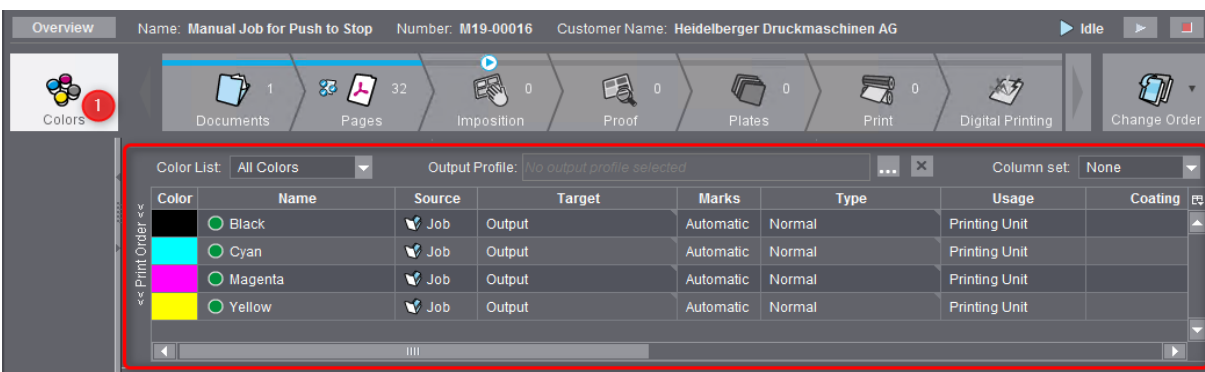 Overview Name: Manual Job for Push to Stop Number: M19-00016 Customer Name: Heidelberger Druckmaschinen AG Idle
1 32 0 0 0 0
Colors 1 Documents Pages Imposition Proof Plates Print Digital Printing Change Order
Color List: All Colors Output Profile: No output profile selected ... Column set: None
Color Name Source Target Marks Type Usage Coating
Black Job Output Automatic Normal Printing Unit
Cyan Job Output Automatic Normal Printing Unit
Magenta Job Output Automatic Normal Printing Unit
Yellow Job Output Automatic Normal Printing Unit
<< Print Order <<